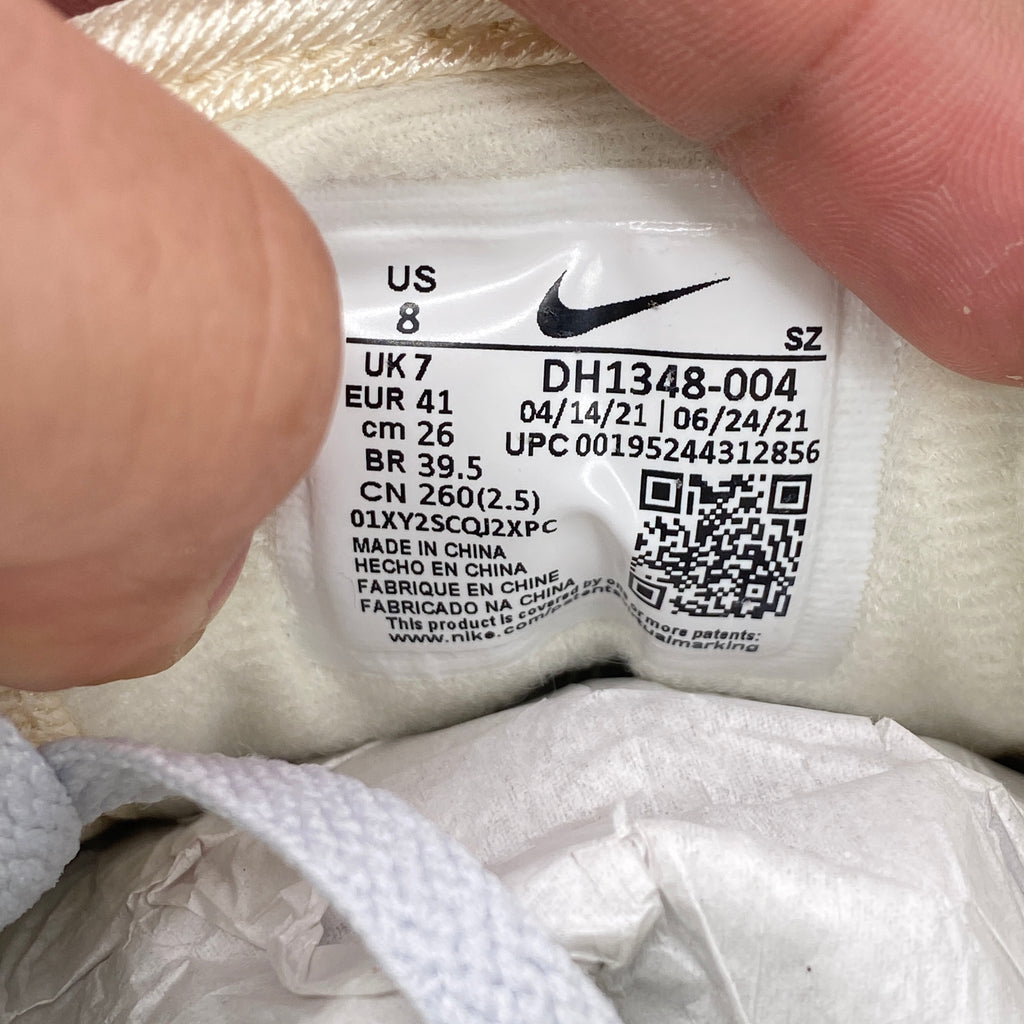 US
8
SZ
UK 7
EUR 41
cm 26
BR 39.5
CN 260(2.5)
DH1348-004
04/14/21 | 06/24/21
UPC 00195244312856
01XY2SCQJ2XPC
MADE IN CHINA
HECHO EN CHINA
FABRIQUE EN CHINE
FABRICADO NA CHINA
This product is covered by one or more patents:
www.nike.com/patents